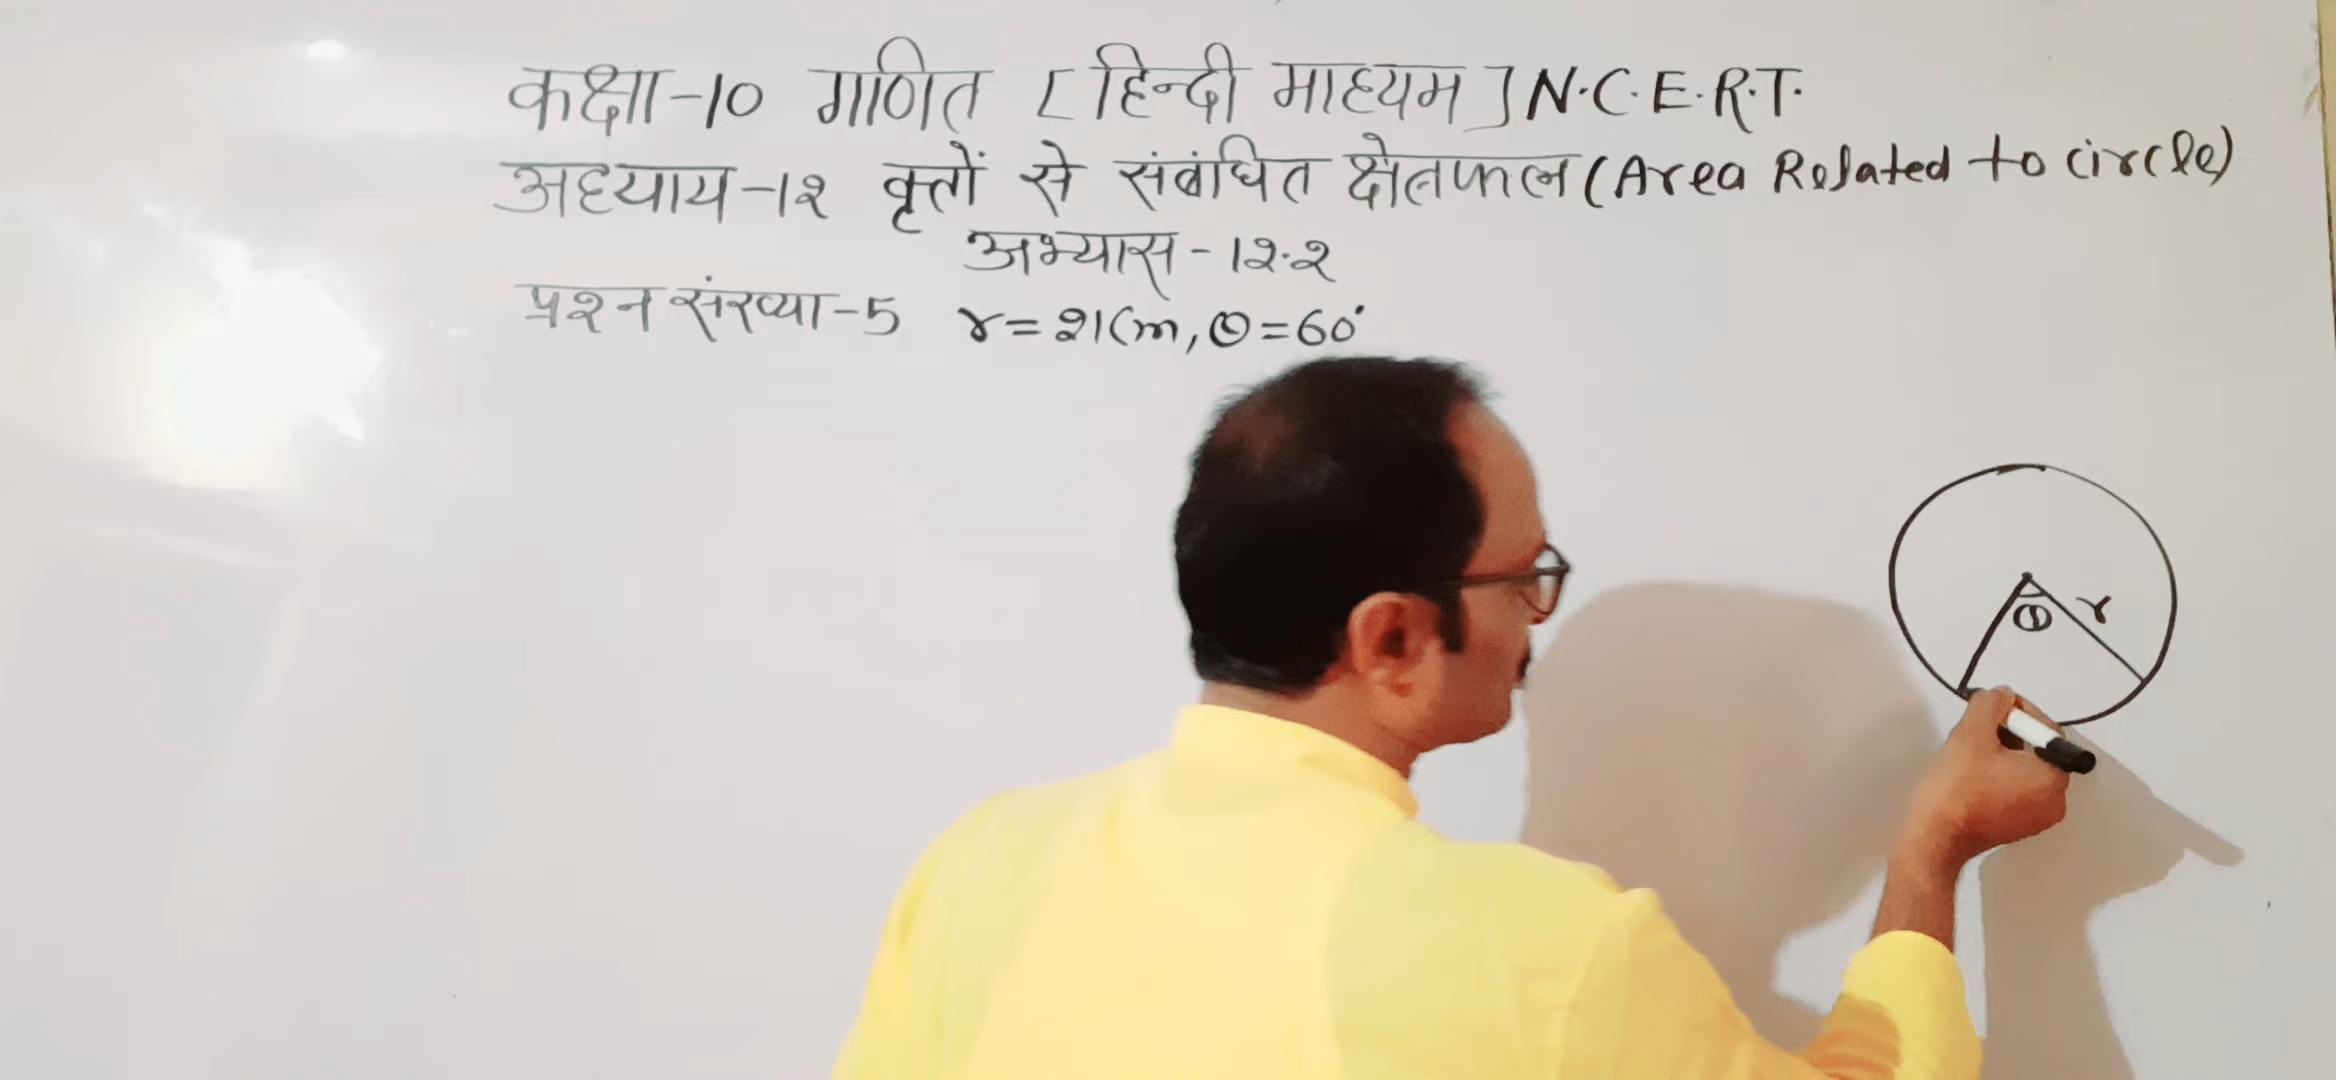 कक्षा-10 गणित [हिन्दी माध्यम] N.C.E.R.T.
अध्याय-12 वृत्तों से संबंधित क्षेत्रफल (Area Related to circle)
अभ्यास-12.2
प्रश्न संख्या-5 r=21Cm, θ=60°
θ r